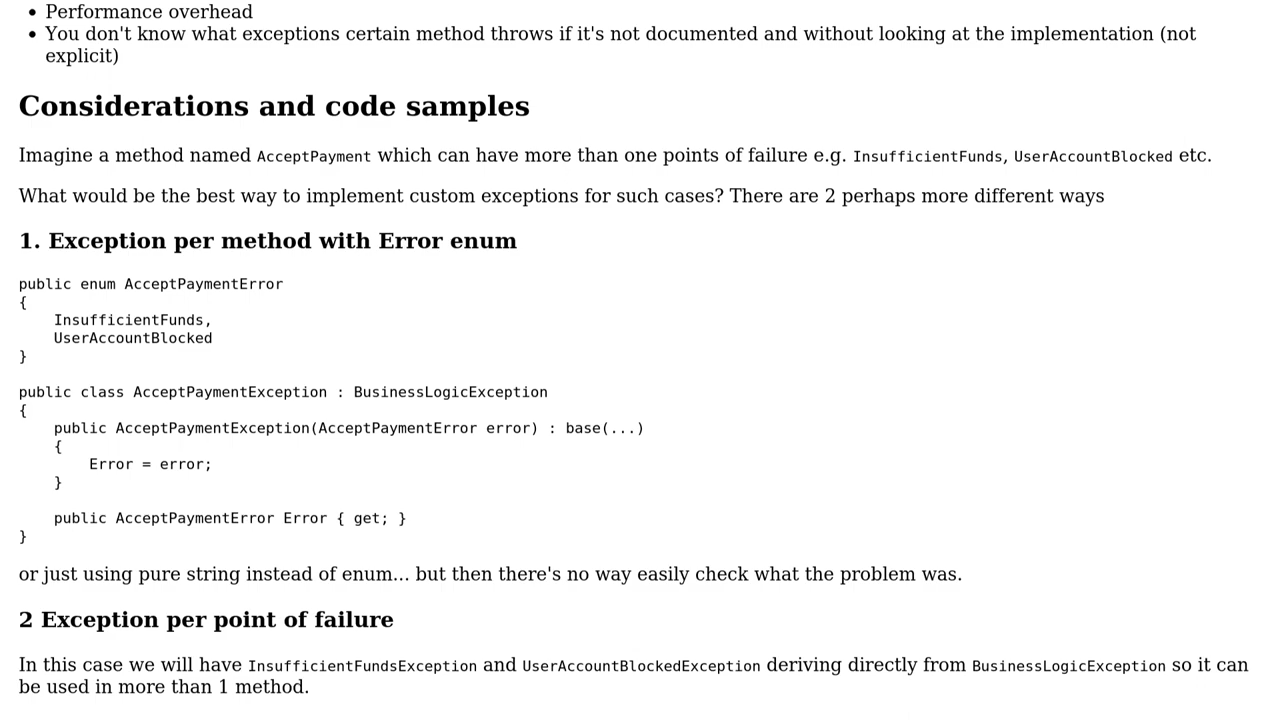 • Performance overhead
• You don't know what exceptions certain method throws if it's not documented and without looking at the implementation (not
explicit)
Considerations and code samples
Imagine a method named AcceptPayment which can have more than one points of failure e.g. InsufficientFunds, UserAccountBlocked etc.
What would be the best way to implement custom exceptions for such cases? There are 2 perhaps more different ways
1. Exception per method with Error enum
public enum AcceptPaymentError
{
    InsufficientFunds,
    UserAccountBlocked
}
public class AcceptPaymentException : BusinessLogicException
{
    public AcceptPaymentException(AcceptPaymentError error) : base(...)
    {
        Error = error;
    }
    public AcceptPaymentError Error { get; }
}
or just using pure string instead of enum... but then there's no way easily check what the problem was.
2 Exception per point of failure
In this case we will have InsufficientFundsException and UserAccountBlockedException deriving directly from BusinessLogicException so it can
be used in more than 1 method.